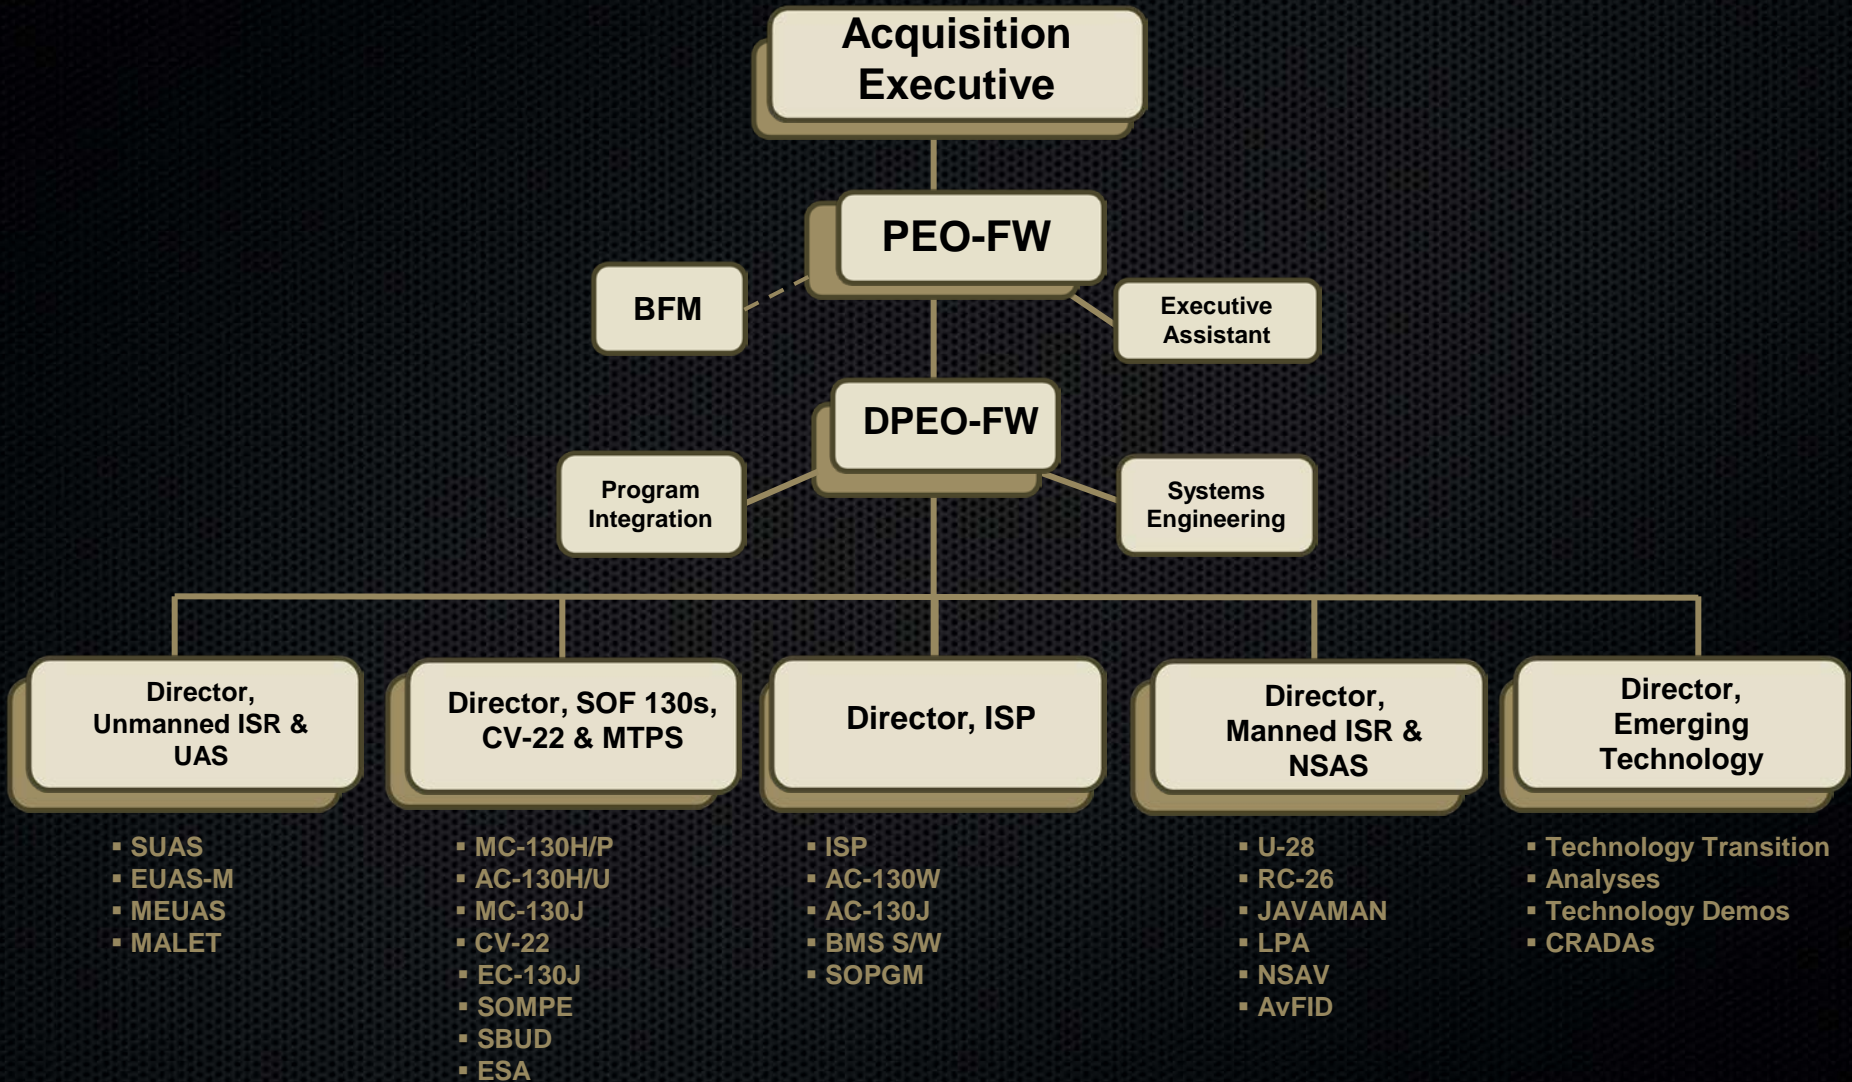 Acquisition
Executive
PEO-FW
BFM
Executive
Assistant
DPEO-FW
Program
Integration
Systems
Engineering
Director,
Unmanned ISR &
UAS
Director, SOF 130s,
CV-22 & MTPS
Director, ISP
Director,
Manned ISR &
NSAS
Director,
Emerging
Technology
▪ SUAS
▪ EUAS-M
▪ MEUAS
▪ MALET
▪ MC-130H/P
▪ AC-130H/U
▪ MC-130J
▪ CV-22
▪ EC-130J
▪ SOMPE
▪ SBUD
▪ ESA
▪ ISP
▪ AC-130W
▪ AC-130J
▪ BMS S/W
▪ SOPGM
▪ U-28
▪ RC-26
▪ JAVAMAN
▪ LPA
▪ NSAV
▪ AvFID
▪ Technology Transition
▪ Analyses
▪ Technology Demos
▪ CRADAs